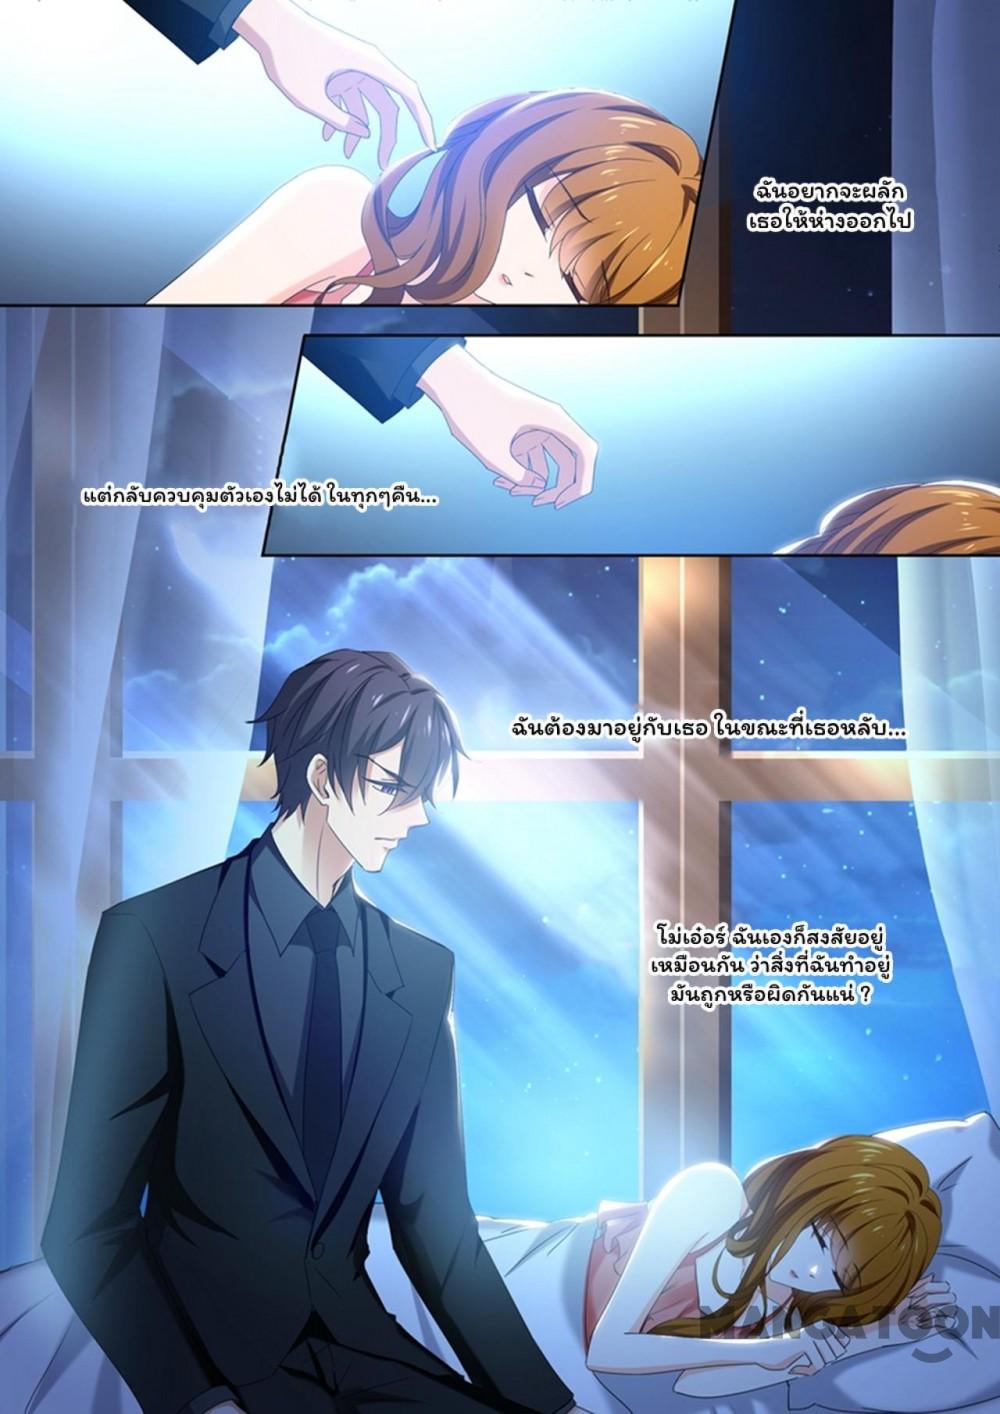 ฉันอยากจะผลัก
เธอให้ห่างออกไป
แต่กลับควบคุมตัวเองไม่ได้ ในทุกๆคืน...
ฉันต้องมาอยู่กับเธอ ในขณะที่เธอหลับ...
โม่เอ๋อร์ ฉันเองก็สงสัยอยู่
เหมือนกัน ว่าสิ่งที่ฉันทำอยู่
มันถูกหรือผิดกันแน่ ?
MANGATOON